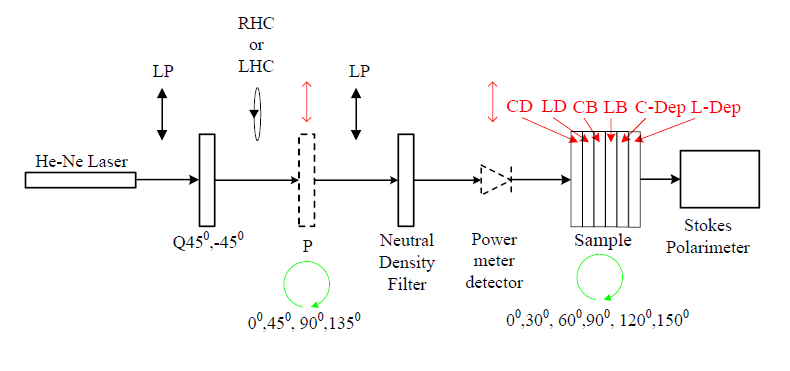 RHC
or
LHC
LP
LP
CD LD CB LB C-Dep L-Dep
He-Ne Laser
Q45⁰,-45⁰
P
Neutral
Density
Filter
Power
meter
detector
Sample
Stokes
Polarimeter
0⁰,45⁰, 90⁰,135⁰
0⁰,30⁰, 60⁰,90⁰, 120⁰,150⁰